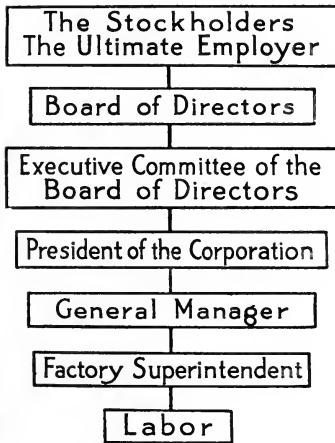 The Stockholders
The Ultimate Employer
Board of Directors
Executive Committee of the
Board of Directors
President of the Corporation
General Manager
Factory Superintendent
Labor